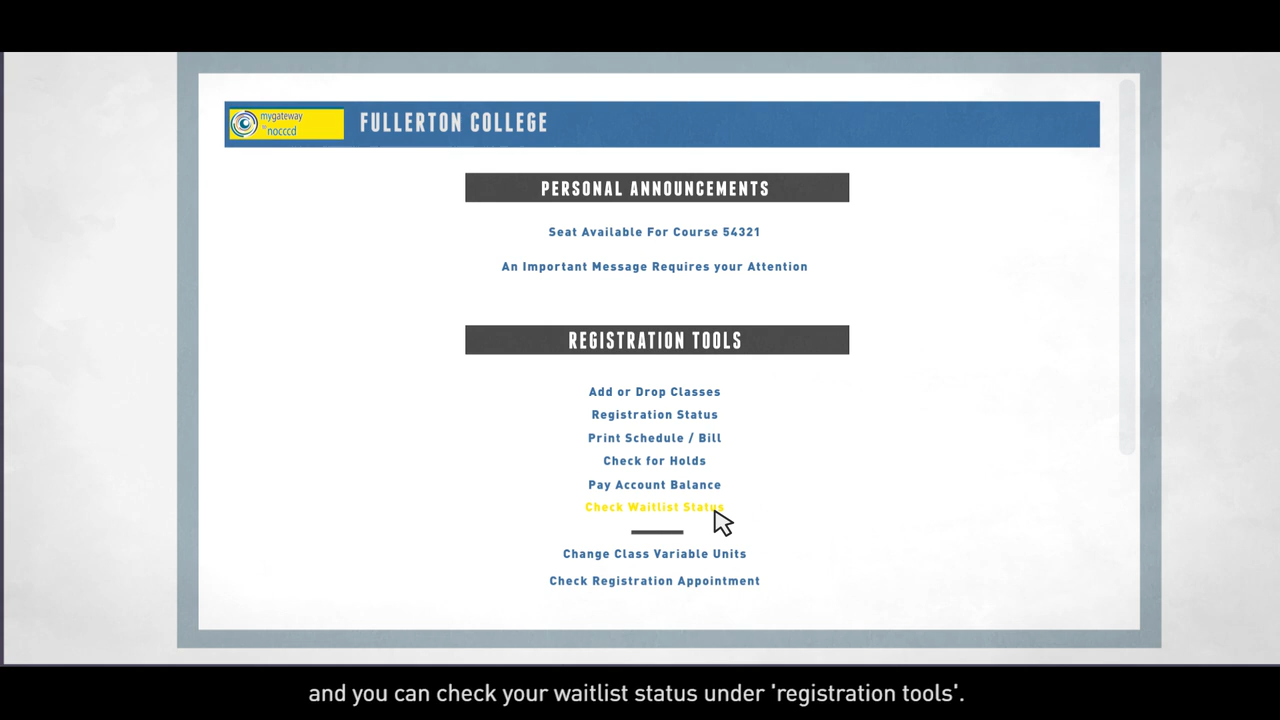 mygateway
nocccd
FULLERTON COLLEGE
PERSONAL ANNOUNCEMENTS
Seat Available For Course 54321
An Important Message Requires your Attention
REGISTRATION TOOLS
Add or Drop Classes
Registration Status
Print Schedule / Bill
Check for Holds
Pay Account Balance
Check Waitlist Status
Change Class Variable Units
Check Registration Appointment
and you can check your waitlist status under 'registration tools'.